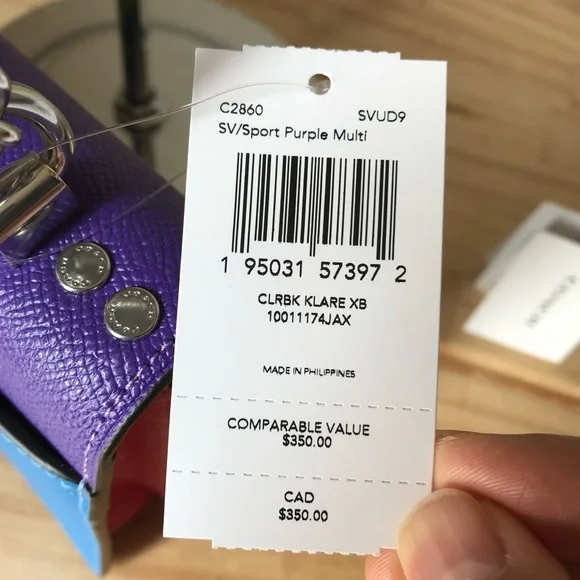 C2860 SVUD9
SV/Sport Purple Multi
1 95031 57397 2
CLRBK KLARE XB
10011174JAX
MADE IN PHILIPPINES
COMPARABLE VALUE
$350.00
CAD
$350.00